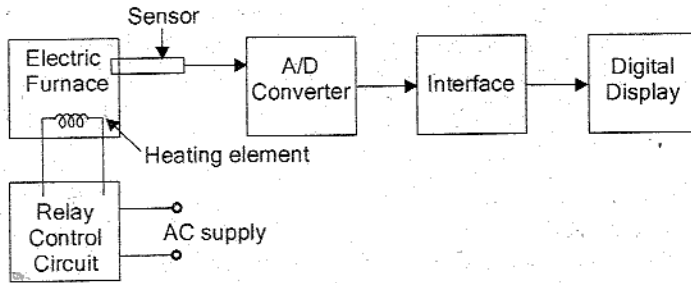 Sensor
Electric
Furnace
A/D
Converter
Interface
Digital
Display
Heating element
Relay
Control
Circuit
AC supply